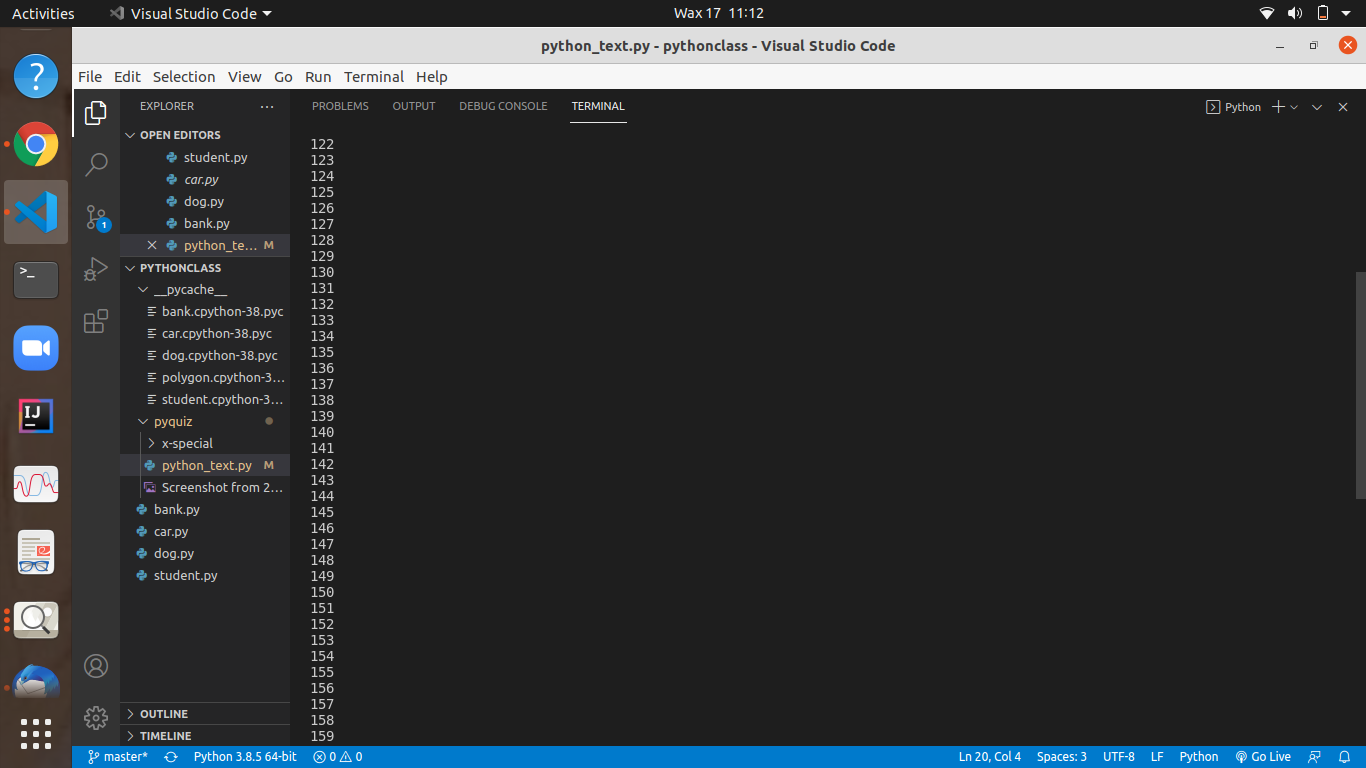 Activities
Visual Studio Code
Wax 17 11:12
python_text.py - pythonclass - Visual Studio Code
File Edit Selection View Go Run Terminal Help
EXPLORER
OPEN EDITORS
student.py
car.py
dog.py
bank.py
python_te... M
PYTHONCLASS
__pycache__
bank.cpython-38.pyc
car.cpython-38.pyc
dog.cpython-38.pyc
polygon.cpython-3...
student.cpython-3...
pyquiz
x-special
python_text.py M
Screenshot from 2...
bank.py
car.py
dog.py
student.py
OUTLINE
TIMELINE
PROBLEMS OUTPUT DEBUG CONSOLE TERMINAL
Python
122
123
124
125
126
127
128
129
130
131
132
133
134
135
136
137
138
139
140
141
142
143
144
145
146
147
148
149
150
151
152
153
154
155
156
157
158
159
>_
IJ
1
master* Python 3.8.5 64-bit 0 0 Ln 20, Col 4 Spaces: 3 UTF-8 LF Python Go Live